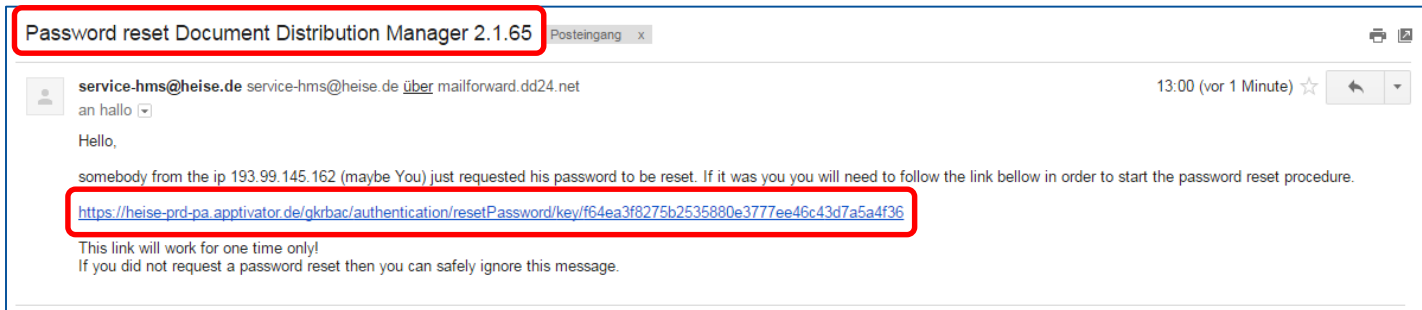 Password reset Document Distribution Manager 2.1.65 Posteingang x
service-hms@heise.de service-hms@heise.de über mailforward.dd24.net 13:00 (vor 1 Minute)
an hallo
Hello,
somebody from the ip 193.99.145.162 (maybe You) just requested his password to be reset. If it was you you will need to follow the link bellow in order to start the password reset procedure.
https://heise-prd-pa.apptivator.de/gkrbac/authentication/resetPassword/key/f64ea3f8275b2535880e3777ee46c43d7a5a4f36
This link will work for one time only!
If you did not request a password reset then you can safely ignore this message.